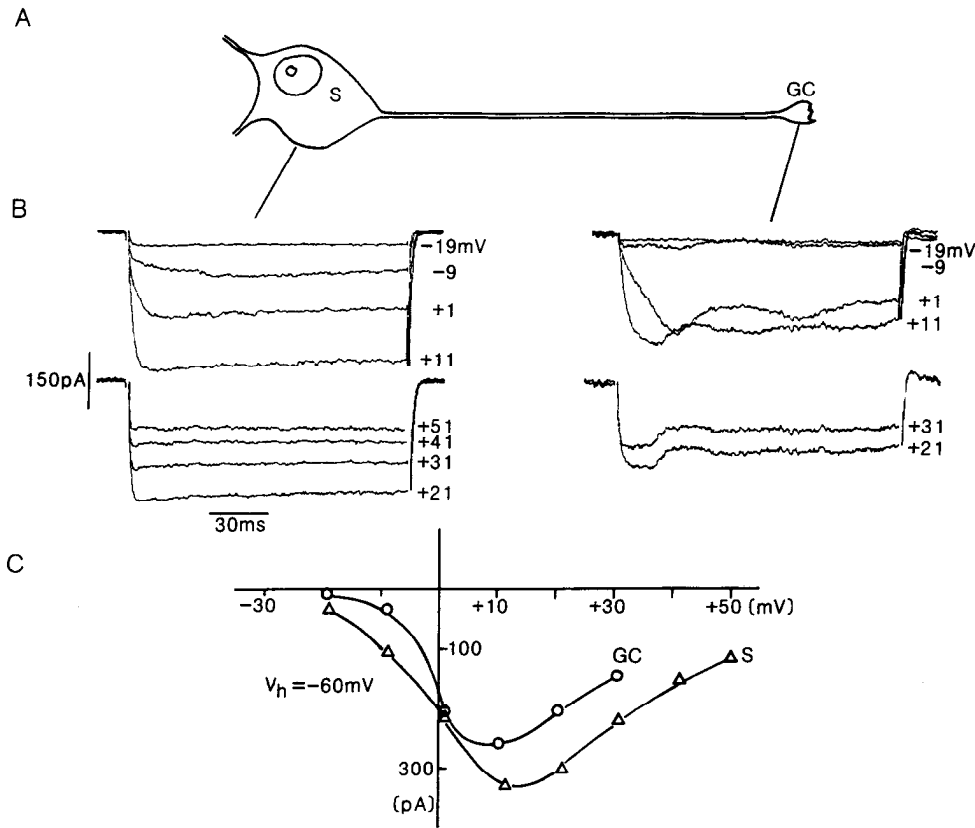 A
S
GC
B
-19mV
-9
+1
+11
150pA
+51
+41
+31
+21
30ms
-19mV
-9
+1
+11
+31
+21
C
-30
+10
+30
+50 (mV)
-100
GC
S
Vh=-60mV
300
(pA)